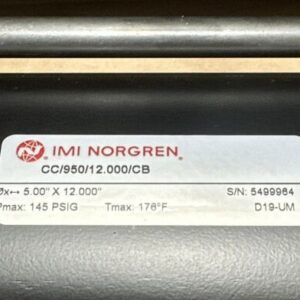 IMI NORGREN®
CC/950/12.000/CB
Øx↔ 5.00" X 12.000"
S/N: 5499984
Pmax: 145 PSIG
Tmax: 176°F
D19-UM